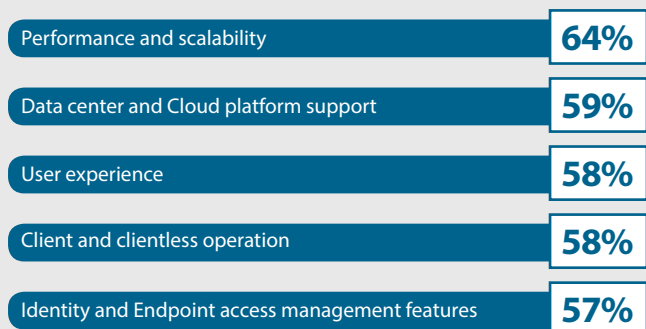 Performance and scalability 64%
Data center and Cloud platform support 59%
User experience 58%
Client and clientless operation 58%
Identity and Endpoint access management features 57%